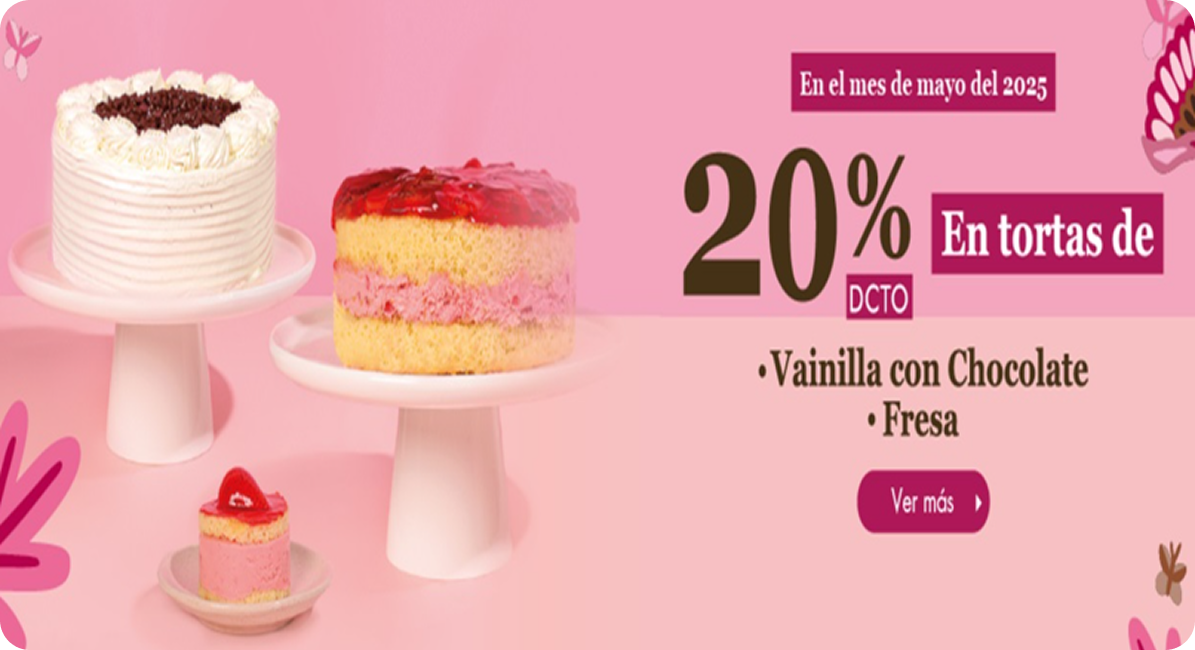 En el mes de mayo del 2025
20%
DCTO
En tortas de
•Vainilla con Chocolate
•Fresa
Ver más